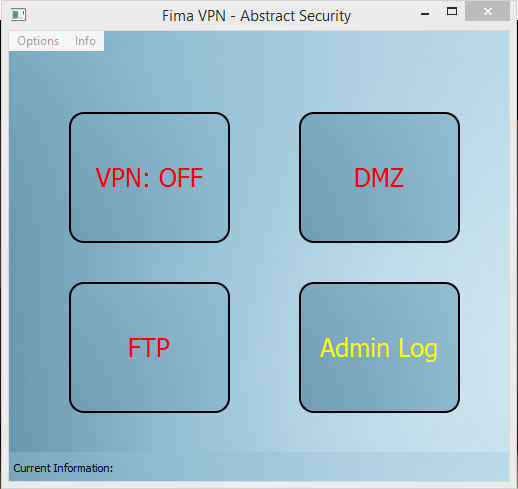 Fima VPN - Abstract Security
Options Info
VPN: OFF DMZ
FTP Admin Log
Current Information: